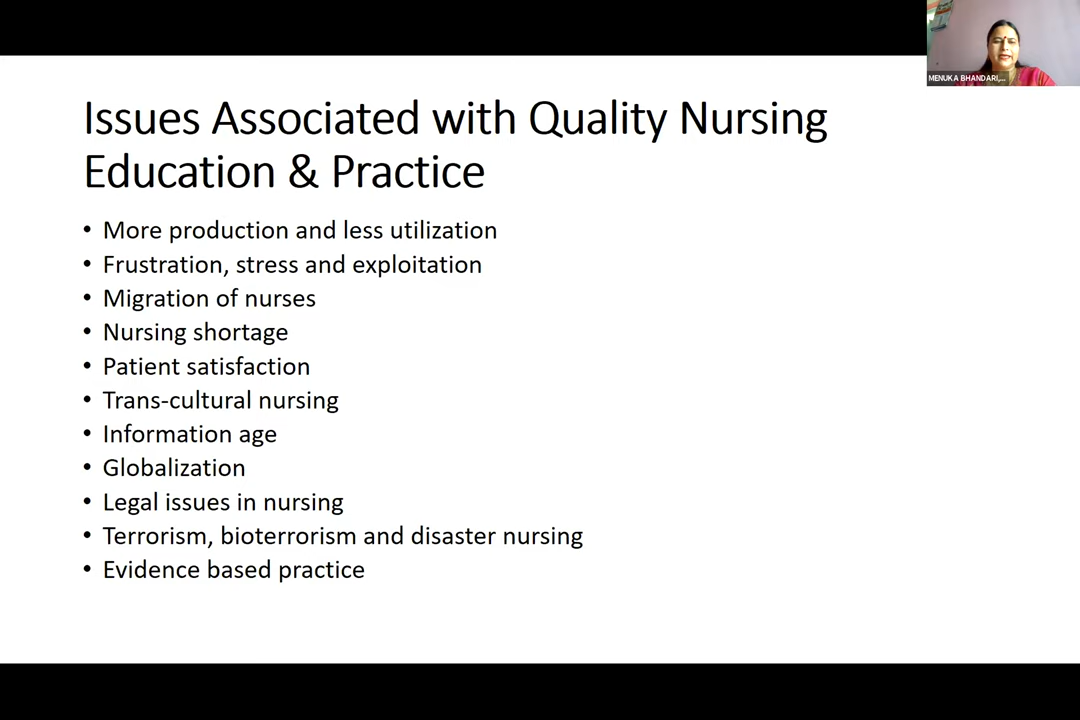 MENUKA BHANDARI,...
Issues Associated with Quality Nursing
Education & Practice
• More production and less utilization
• Frustration, stress and exploitation
• Migration of nurses
• Nursing shortage
• Patient satisfaction
• Trans-cultural nursing
• Information age
• Globalization
• Legal issues in nursing
• Terrorism, bioterrorism and disaster nursing
• Evidence based practice